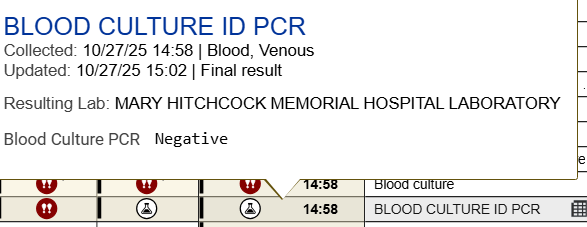 BLOOD CULTURE ID PCR
Collected: 10/27/25 14:58 | Blood, Venous
Updated: 10/27/25 15:02 | Final result
Resulting Lab: MARY HITCHCOCK MEMORIAL HOSPITAL LABORATORY
Blood Culture PCR Negative
14:58 Blood culture
14:58 BLOOD CULTURE ID PCR